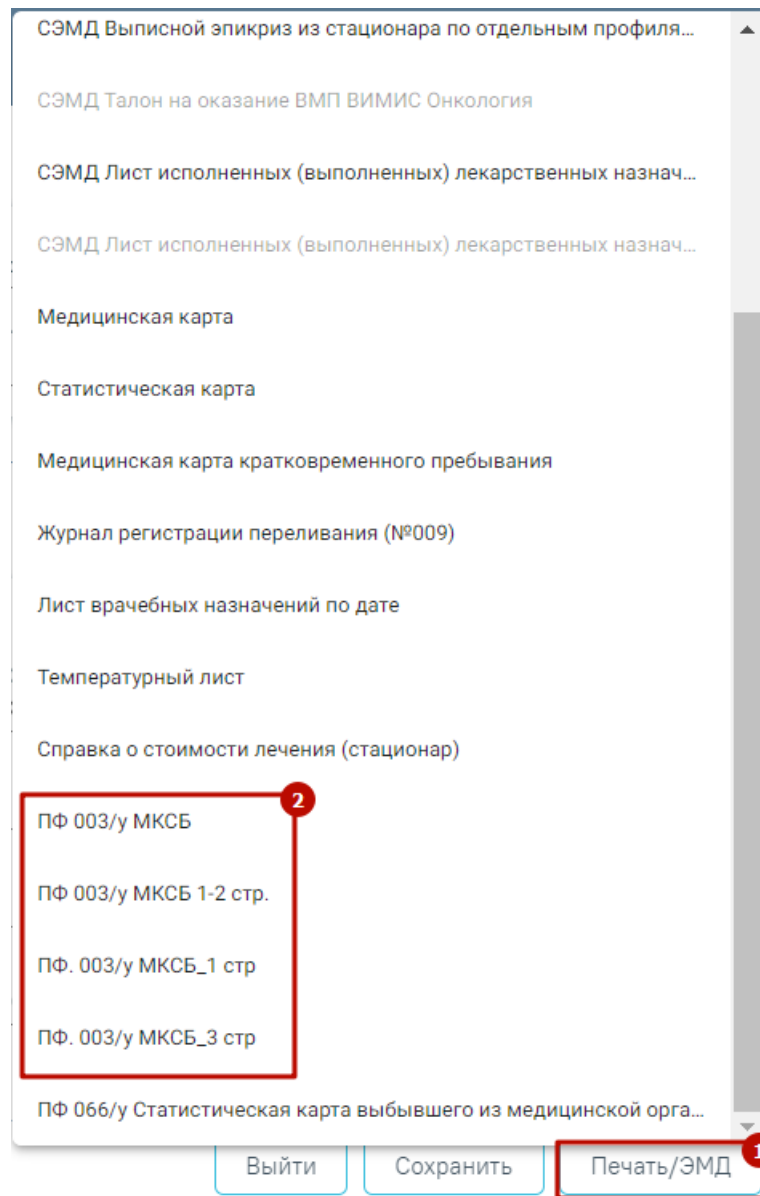 СЭМД Выписной эпикриз из стационара по отдельным профиля...
СЭМД Талон на оказание ВМП ВИМИС Онкология
СЭМД Лист исполненных (выполненных) лекарственных назнач...
СЭМД Лист исполненных (выполненных) лекарственных назнач...
Медицинская карта
Статистическая карта
Медицинская карта кратковременного пребывания
Журнал регистрации переливания (№009)
Лист врачебных назначений по дате
Температурный лист
Справка о стоимости лечения (стационар)
2
ПФ 003/у МКСБ
ПФ 003/у МКСБ 1-2 стр.
ПФ. 003/у МКСБ_1 стр
ПФ. 003/у МКСБ_3 стр
ПФ 066/у Статистическая карта выбывшего из медицинской орга...
1
Выйти Сохранить Печать/ЭМД